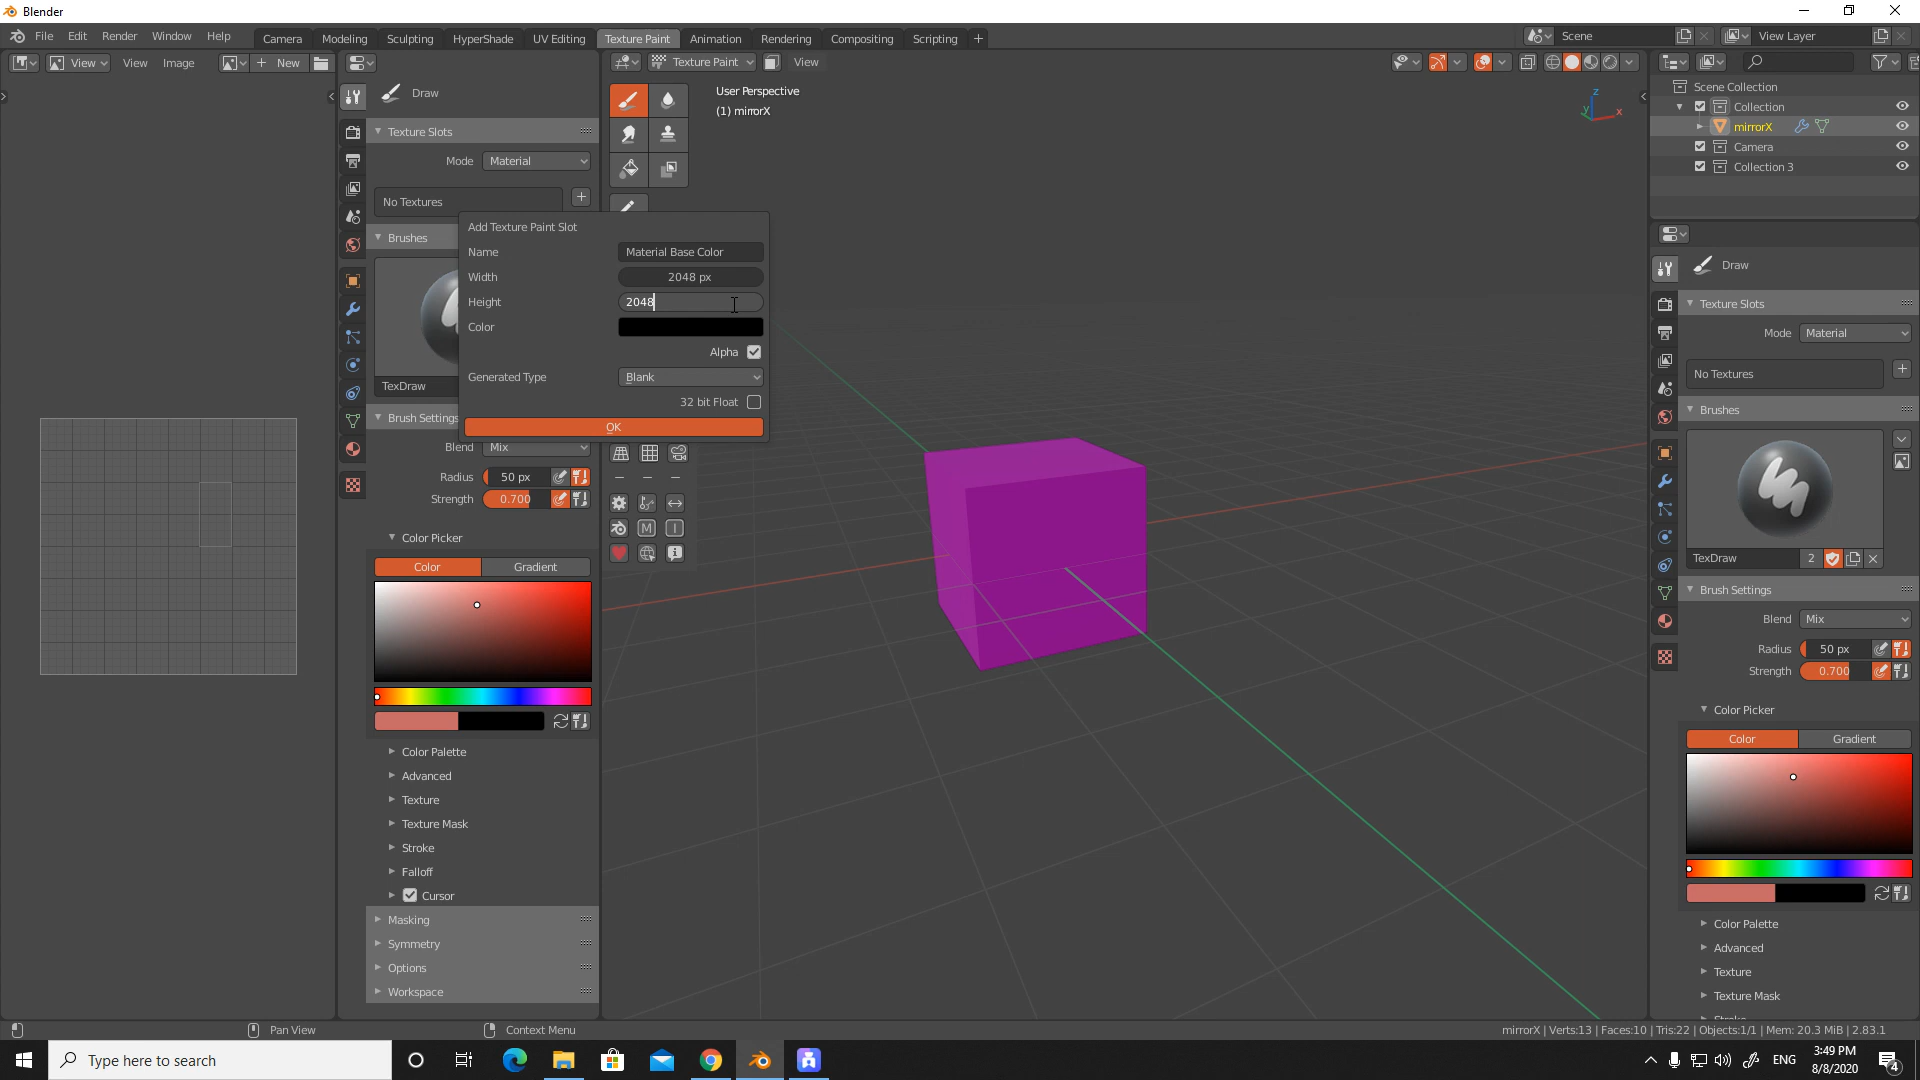 Blender
File Edit Render Window Help
Camera Modeling Sculpting HyperShade UV Editing Texture Paint Animation Rendering Compositing Scripting +
Scene
View Layer
View View Image + New
Texture Paint View
Draw
Texture Slots
Mode Material
No Textures
Brushes
TexDraw
Brush Settings
Blend Mix
Radius 50 px
Strength 0.700
Color Picker
Color Gradient
Color Palette
Advanced
Texture
Texture Mask
Stroke
Falloff
Cursor
Masking
Symmetry
Options
Workspace
Add Texture Paint Slot
Name Material Base Color
Width 2048 px
Height 2048
Color
Alpha
Generated Type Blank
32 bit Float
OK
User Perspective
(1) mirrorX
z
y
x
M
Scene Collection
Collection
mirrorX
Camera
Collection 3
Draw
Texture Slots
Mode Material
No Textures
Brushes
TexDraw 2
Brush Settings
Blend Mix
Radius 50 px
Strength 0.700
Color Picker
Color Gradient
Color Palette
Advanced
Texture
Texture Mask
Stroke
Pan View
Context Menu
mirrorX | Verts:13 | Faces:10 | Tris:22 | Objects:1/1 | Mem: 20.3 MiB | 2.83.1
Type here to search
ENG
3:49 PM
8/8/2020
4